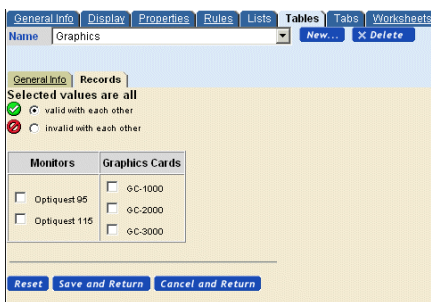 General Info Display Properties Rules Lists Tables Tabs Worksheets
Name Graphics New... X Delete
General Info Records
Selected values are all
valid with each other
invalid with each other
Monitors Graphics Cards
Optiquest 95
Optiquest 115
GC-1000
GC-2000
GC-3000
Reset Save and Return Cancel and Return